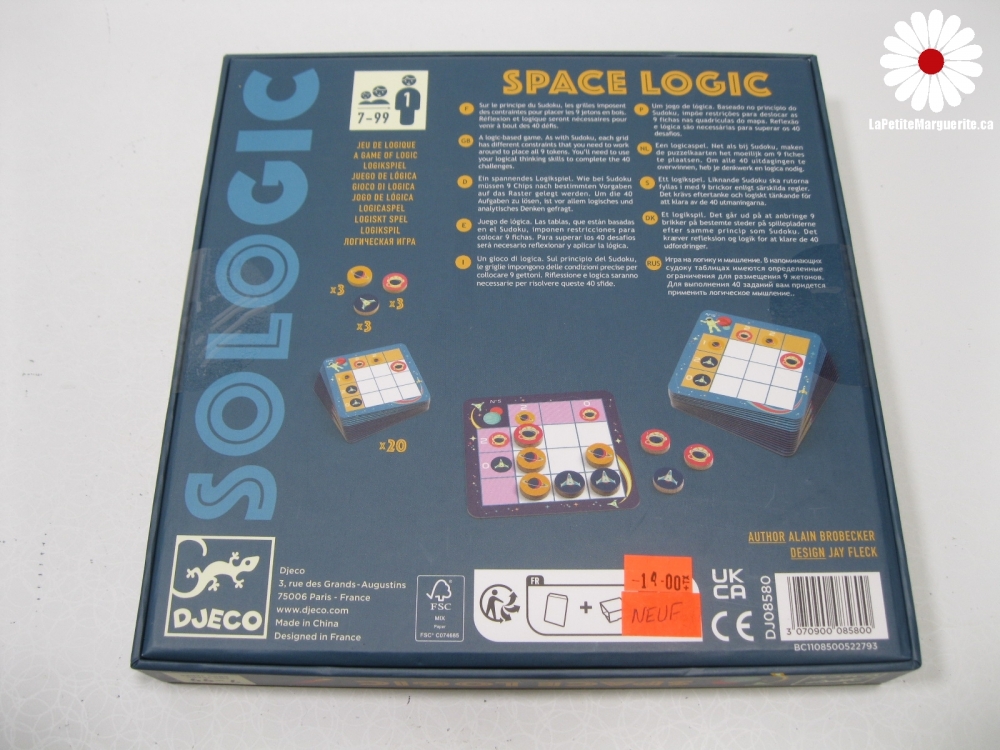 LaPetiteMarguerite.ca
SOLOGIC
7-99
1
JEU DE LOGIQUE
A GAME OF LOGIC
LOGIKSPIEL
JUEGO DE LÓGICA
GIOCO DI LOGICA
JOGO DE LÓGICA
LOGICASPEL
LOGISKT SPEL
LOGIKSPIL
ЛОГИЧЕСКАЯ ИГРА
x3
x3
x3
x20
SPACE LOGIC
F
Sur le principe du Sudoku, les grilles imposent
des contraintes pour placer les 9 jetons en bois.
Réflexion et logique seront nécessaires pour
venir à bout des 40 défis.
GB
A logic-based game. As with Sudoku, each grid
has different constraints that you need to work
around to place all 9 tokens. You'll need to use
your logical thinking skills to complete the 40
challenges.
D
Ein spannendes Logikspiel. Wie bei Sudoku
müssen 9 Chips nach bestimmten Vorgaben
auf das Raster gelegt werden. Um die 40
Aufgaben zu lösen, ist vor allem logisches und
analytisches Denken gefragt.
E
Juego de lógica. Las tablas, que están basadas
en el Sudoku, imponen restricciones para
colocar 9 fichas. Para superar los 40 desafíos
será necesario reflexionar y aplicar la lógica.
I
Un gioco di logica. Sul principio del Sudoku,
le griglie impongono delle condizioni precise per
collocare 9 gettoni. Riflessione e logica saranno
necessarie per risolvere queste 40 sfide.
P
Um jogo de lógica. Baseado no princípio do
Sudoku, impõe restrições para deslocar as
9 fichas nas quadrículas do mapa. Reflexão
e lógica são necessárias para superar os 40
desafios.
NL
Een logicaspel. Net als bij Sudoku, maken
de puzzelkaarten het moeilijk om 9 fiches
te plaatsen. Om alle 40 uitdagingen te
overwinnen, heb je denkwerk en logica nodig.
S
Ett logikspel. Liknande Sudoku ska rutorna
fyllas i med 9 brickor enligt särskilda regler.
Det krävs eftertanke och logiskt tänkande för
att klara av de 40 utmaningarna.
DK
Et logikspil. Det går ud på at anbringe 9
brikker på bestemte steder på spillepladerne
efter samme princip som Sudoku. Det
kræver refleksion og logik for at klare de 40
udfordringer.
RUS
Игра на логику и мышление. В напоминающих
судоку таблицах имеются определенные
ограничения для размещения 9 жетонов.
Для выполнения 40 заданий вам придется
применить логическое мышление..
AUTHOR ALAIN BROBECKER
DESIGN JAY FLECK
DJECO
Djeco
3, rue des Grands-Augustins
75006 Paris - France
www.djeco.com
Made in China
Designed in France
FSC
MIX
Paper
FSC® C074685
FR
+
14.00
NEUF
UK
CA
CE
DJ08580
3 070900 085800
BC1108500522793